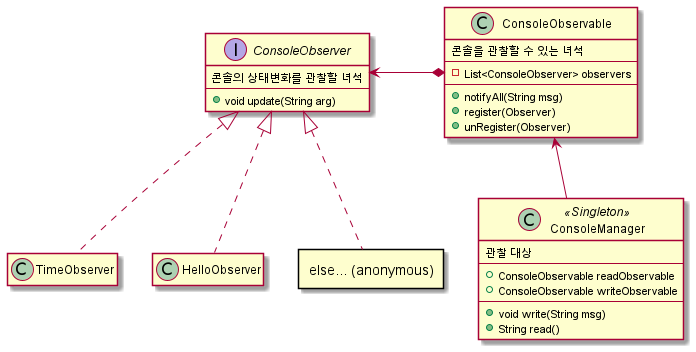 I ConsoleObserver
콘솔의 상태변화를 관찰할 녀석
void update(String arg)
C ConsoleObservable
콘솔을 관찰할 수 있는 녀석
List<ConsoleObserver> observers
notifyAll(String msg)
register(Observer)
unRegister(Observer)
C TimeObserver
C HelloObserver
else... (anonymous)
C «Singleton»
ConsoleManager
관찰 대상
ConsoleObservable readObservable
ConsoleObservable writeObservable
void write(String msg)
String read()